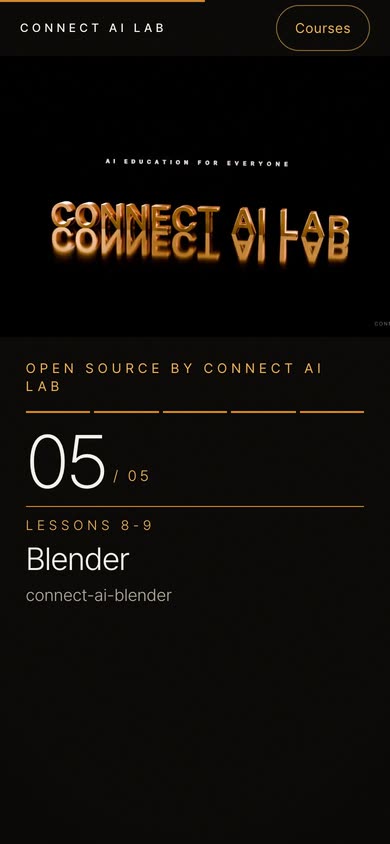 CONNECT AI LAB
Courses
AI EDUCATION FOR EVERYONE
CONNECT AI LAB
OPEN SOURCE BY CONNECT AI
LAB
05 / 05
LESSONS 8-9
Blender
connect-ai-blender